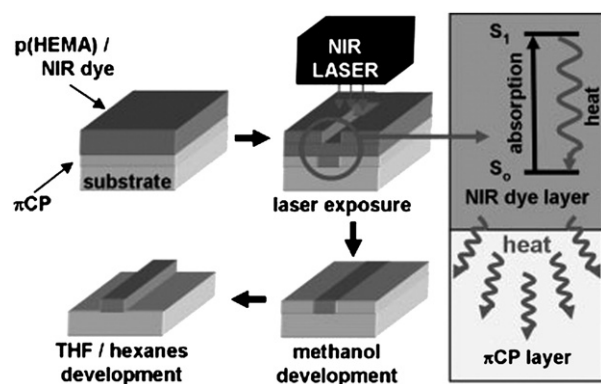 p(HEMA) /
NIR dye
substrate
πCP
NIR
LASER
laser exposure
methanol
development
THF / hexanes
development
S1
absorption
heat
So
NIR dye layer
heat
πCP layer